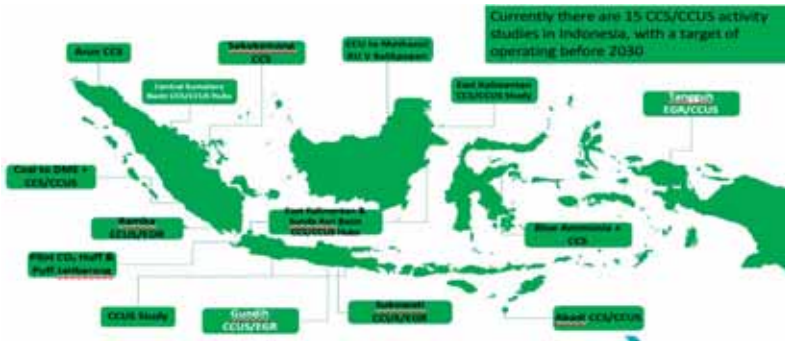 Currently there are 15 CCS/CCUS activity
studies in Indonesia, with a target of
operating before 2030
Arun CCS
Sakakemang
CCS
CCU to Methanol
RU V Balikpapan
Central Sumatera
Basin CCS/CCUS Hubs
East Kalimantan
CCS/CCUS Study
Tangguh
EGR/CCUS
Coal to DME +
CCS/CCUS
Ramba
CCUS/EOR
East Kalimantan &
Sunda Asri Basin
CCS/CCUS Hubs
Blue Ammonia +
CCS
Pilot CO₂ Huff &
Puff Jatibarang
CCUS Study
Gundih
CCUS/EGR
Sukowati
CCUS/EGR
Abadi CCS/CCUS